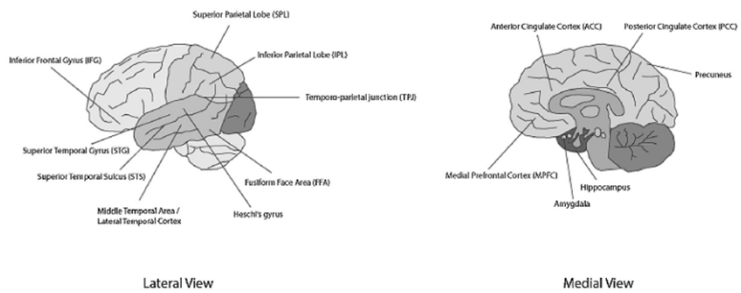 Superior Parietal Lobe (SPL)
Inferior Parietal Lobe (IPL)
Inferior Frontal Gyrus (IFG)
Temporo-parietal junction (TPJ)
Superior Temporal Gyrus (STG)
Superior Temporal Sulcus (STS)
Fusiform Face Area (FFA)
Middle Temporal Area /
Lateral Temporal Cortex
Heschl's gyrus
Lateral View
Anterior Cingulate Cortex (ACC)
Posterior Cingulate Cortex (PCC)
Precuneus
Medial Prefrontal Cortex (MPFC)
Hippocampus
Amygdala
Medial View